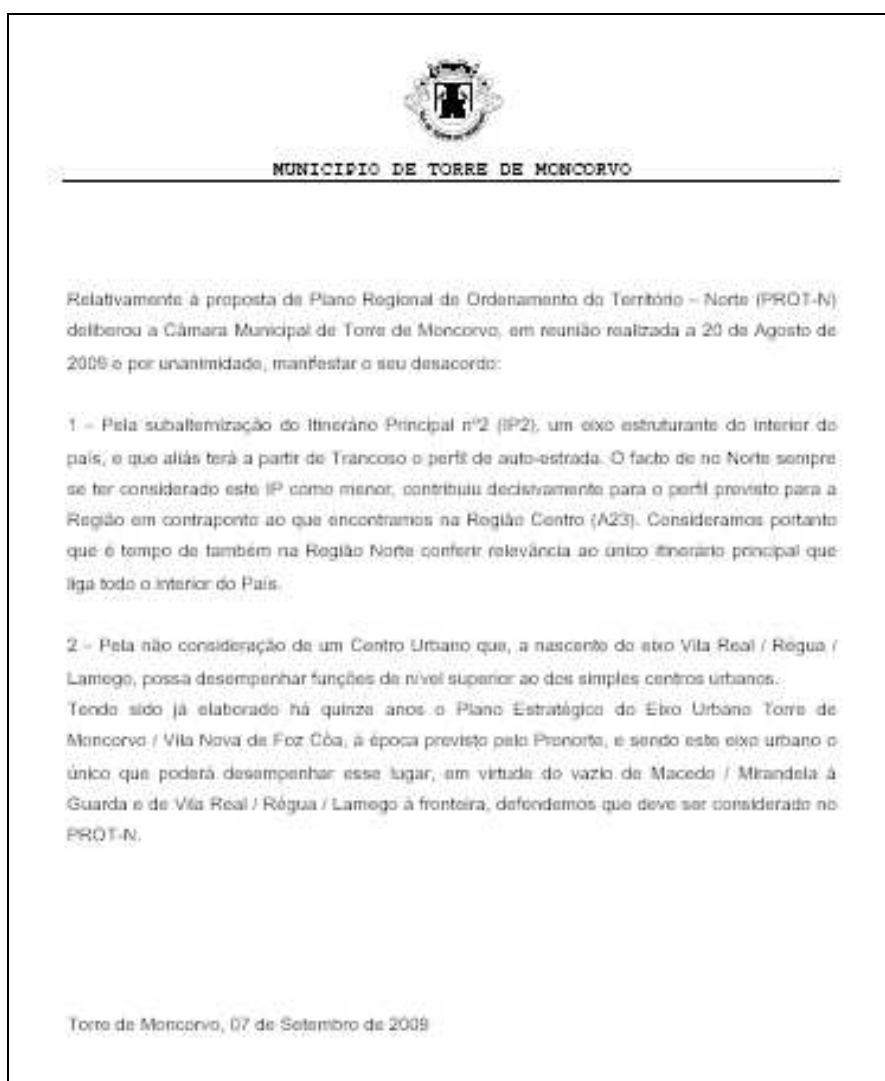 MUNICIPIO DE TORRE DE MONCORVO
Relativamente à proposta de Plano Regional de Ordenamento do Território – Norte (PROT-N)
deliberou a Câmara Municipal de Torre de Moncorvo, em reunião realizada a 20 de Agosto de
2009 e por unanimidade, manifestar o seu desacordo:
1 – Pela subalternização do Itinerário Principal nº2 (IP2), um eixo estruturante do interior do
país, e que aliás terá a partir de Trancoso o perfil de auto-estrada. O facto de no Norte sempre
se ter considerado este IP como menor, contribuiu decisivamente para o perfil previsto para a
Região em contraponto ao que encontramos na Região Centro (A23). Consideramos portanto
que é tempo de também na Região Norte conferir relevância ao único itinerário principal que
liga todo o interior do País.
2 – Pela não consideração de um Centro Urbano que, a nascente do eixo Vila Real / Régua /
Lamego, possa desempenhar funções de nível superior ao dos simples centros urbanos.
Tendo sido já elaborado há quinze anos o Plano Estratégico do Eixo Urbano Torre de
Moncorvo / Vila Nova de Foz Côa, à época previsto pelo Pronorte, e sendo este eixo urbano o
único que poderá desempenhar esse lugar, em virtude do vazio de Macedo / Mirandela à
Guarda e de Vila Real / Régua / Lamego à fronteira, defendemos que deve ser considerado no
PROT-N.
Torre de Moncorvo, 07 de Setembro de 2009